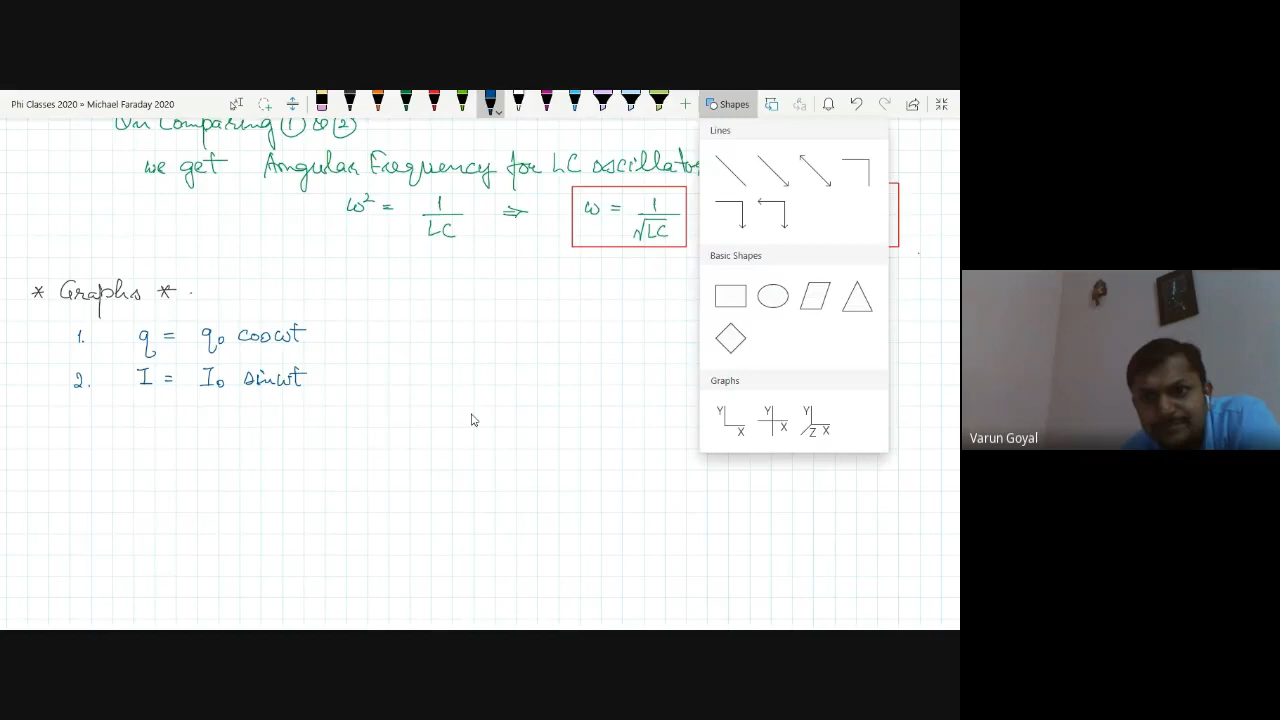 Phi Classes 2020 » Michael Faraday 2020
Shapes
On Comparing ① & ②
we get Angular Frequency for LC oscillator
ω² = 1/LC ⇒ ω = 1/√LC
* Graphs *
1. q = q₀ cosωt
2. I = I₀ sinωt
Lines
Basic Shapes
Graphs
Y X Y X Y Z X
Varun Goyal